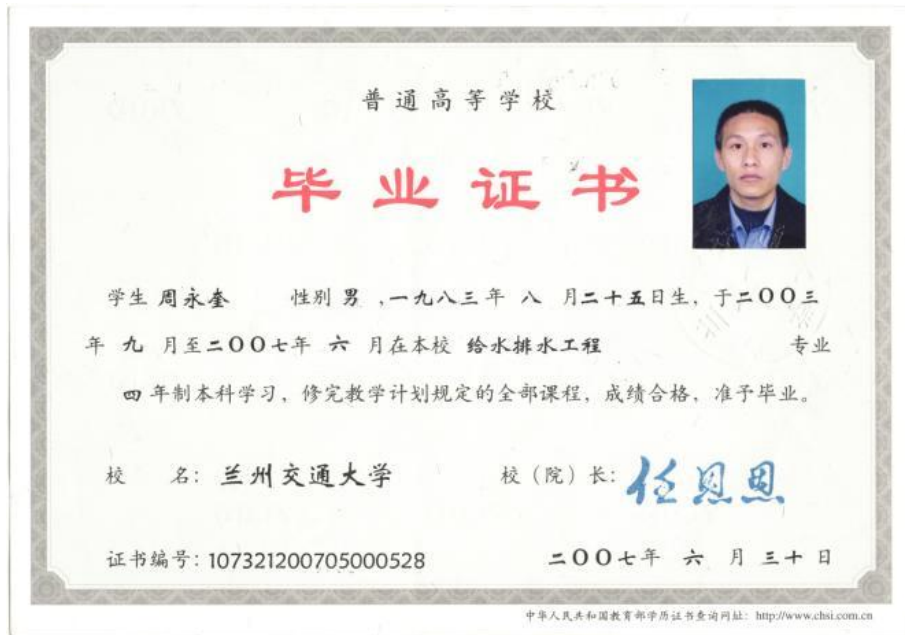 普通高等学校
毕业证书
学生 周永奎 性别 男 ,一九八三年 八 月二十五日生，于二〇〇三
年 九 月至二〇〇七年 六 月在本校 给水排水工程 专业
四 年制本科学习，修完教学计划规定的全部课程，成绩合格，准予毕业。
校 名：兰州交通大学 校（院）长：任恩恩
证书编号：107321200705000528 二〇〇七年 六 月 三十 日
中华人民共和国教育部学历证书查询网址：http://www.chsi.com.cn